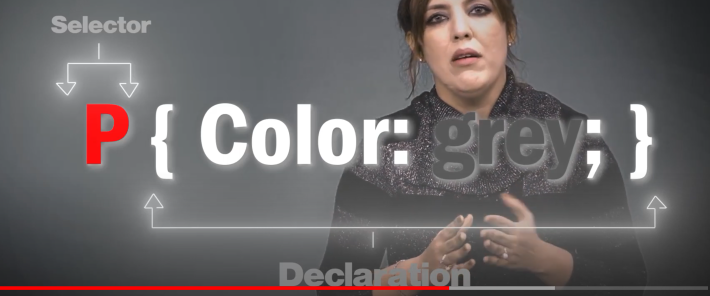 Selector
P { Color: grey; }
Declaration